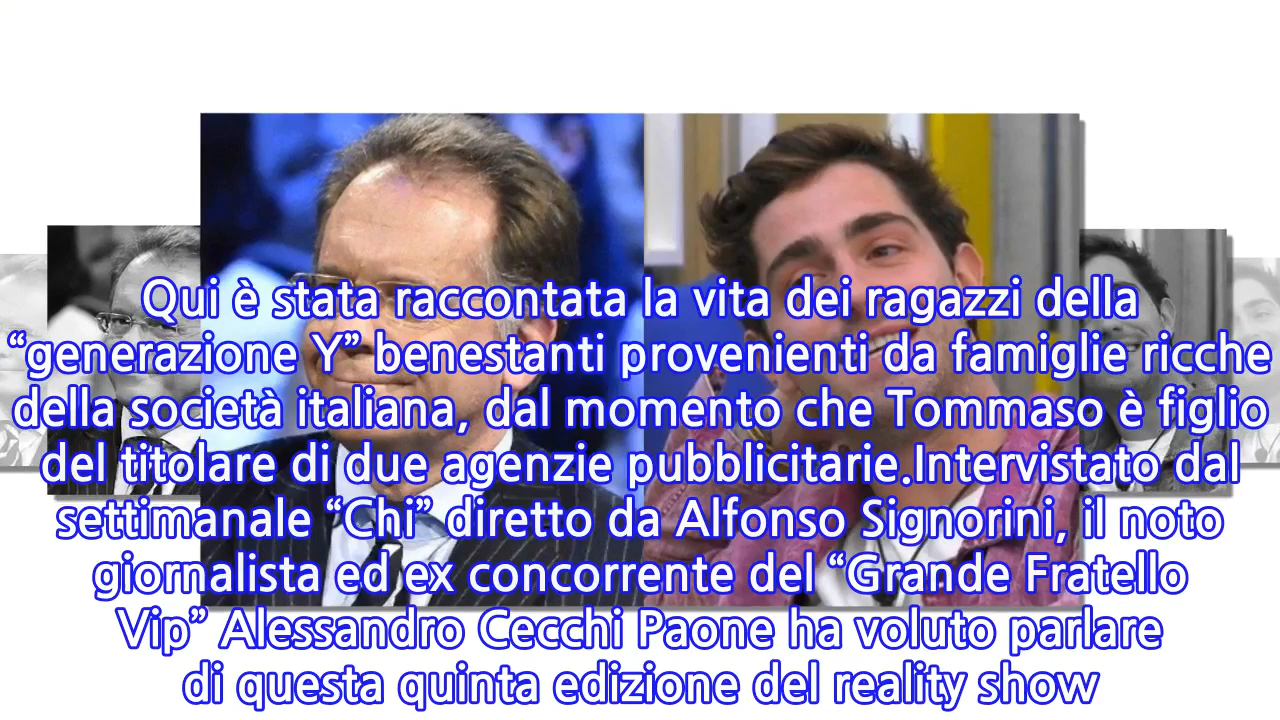 Qui è stata raccontata la vita dei ragazzi della
“generazione Y” benestanti provenienti da famiglie ricche
della società italiana, dal momento che Tommaso è figlio
del titolare di due agenzie pubblicitarie.Intervistato dal
settimanale “Chi” diretto da Alfonso Signorini, il noto
giornalista ed ex concorrente del “Grande Fratello
Vip” Alessandro Cecchi Paone ha voluto parlare
di questa quinta edizione del reality show